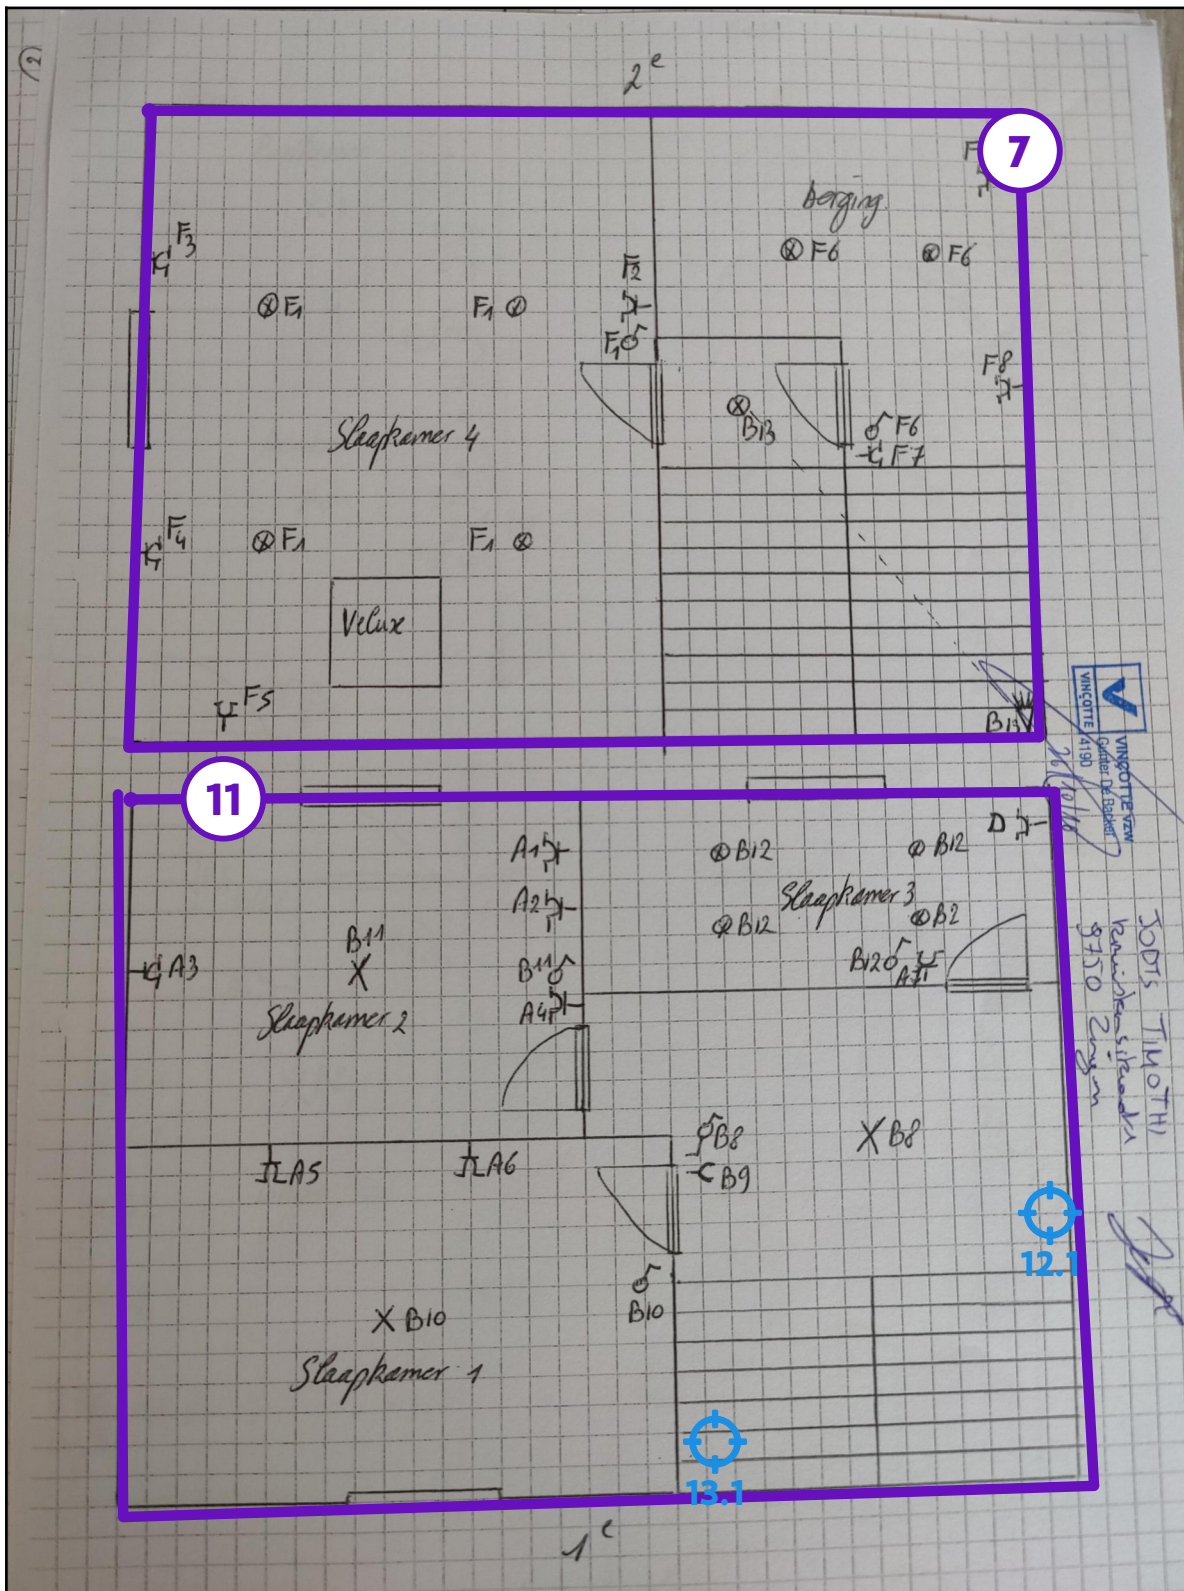 2
2e
7
F
berging
F3
F6
F6
F2
F1
F1
F1
F8
B13
F6
F7
Slaapkamer 4
F4
F1
F1
Velux
F5
B13
VINÇOTTE
VINÇOTTE vzw
Gunter De Backer
4190
11
A1
B12
B12
D
A2
Slaapkamer 3
B12
B2
B11
A3
B11
B12
A7
A4
Slaapkamer 2
JODTS TIMOTHI
9750 Zingem
B8
B8
A5
A6
B9
12.1
B10
B10
Slaapkamer 1
13.1
1e